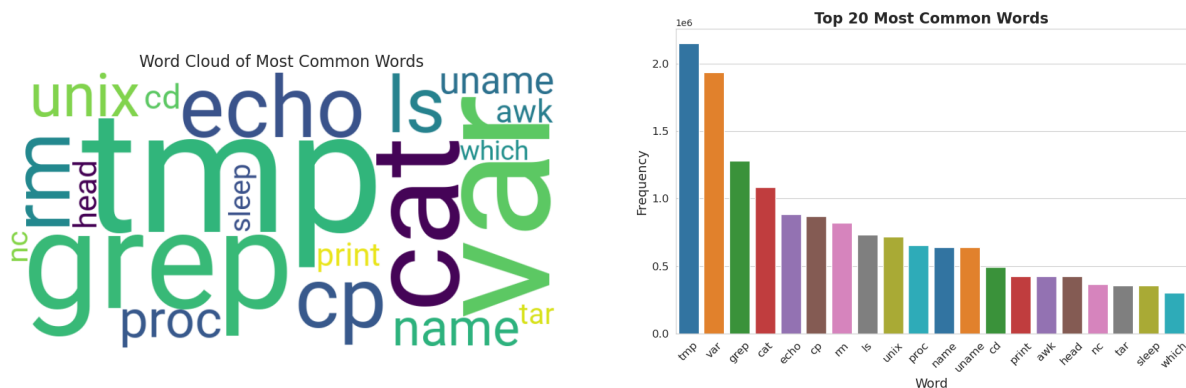 Word Cloud of Most Common Words
unix cd echo ls uname
awk
rm head tmp sleep cat which var
nc grep print
proc cp name tar
Top 20 Most Common Words
1e6
Frequency
2.0
1.5
1.0
0.5
0.0
tmp var grep cat echo cp rm ls unix proc name uname cd print awk head nc tar sleep which
Word